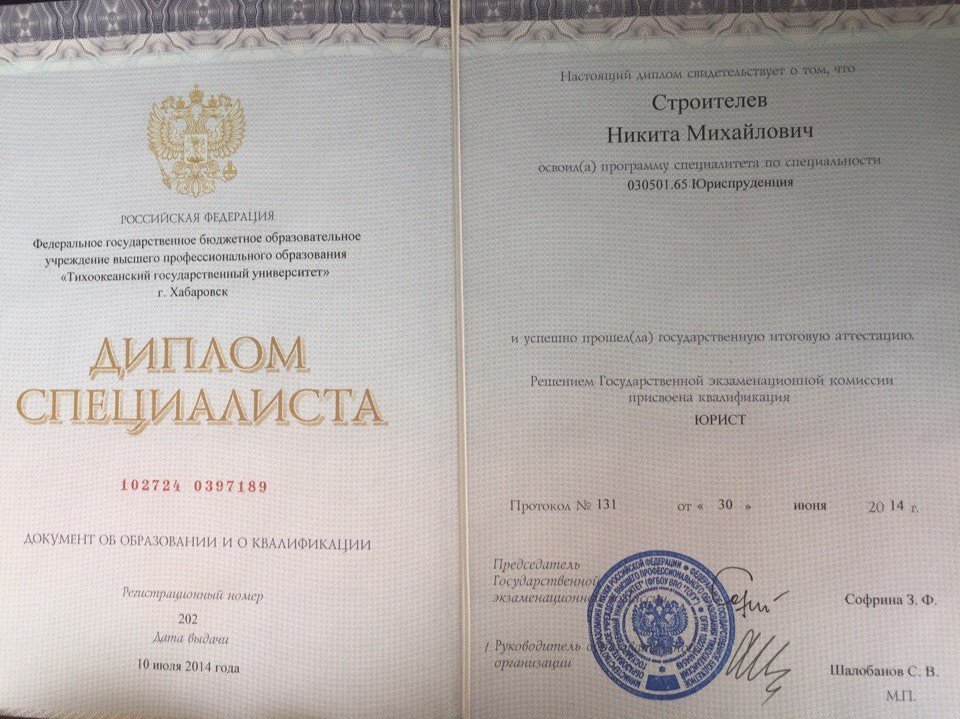 РОССИЙСКАЯ ФЕДЕРАЦИЯ
Федеральное государственное бюджетное образовательное
учреждение высшего профессионального образования
«Тихоокеанский государственный университет»
г. Хабаровск
ДИПЛОМ
СПЕЦИАЛИСТА
102724 0397189
ДОКУМЕНТ ОБ ОБРАЗОВАНИИ И О КВАЛИФИКАЦИИ
Регистрационный номер
202
Дата выдачи
10 июля 2014 года
Настоящий диплом свидетельствует о том, что
Строителев
Никита Михайлович
освоил(а) программу специалитета по специальности
030501.65 Юриспруденция
и успешно прошел(ла) государственную итоговую аттестацию.
Решением Государственной экзаменационной комиссии
присвоена квалификация
ЮРИСТ
Протокол № 131 от « 30 » июня 20 14 г.
Председатель
Государственной
экзаменационной
Софрина З. Ф.
/ Руководитель
организации
Шалобанов С. В.
М.П.